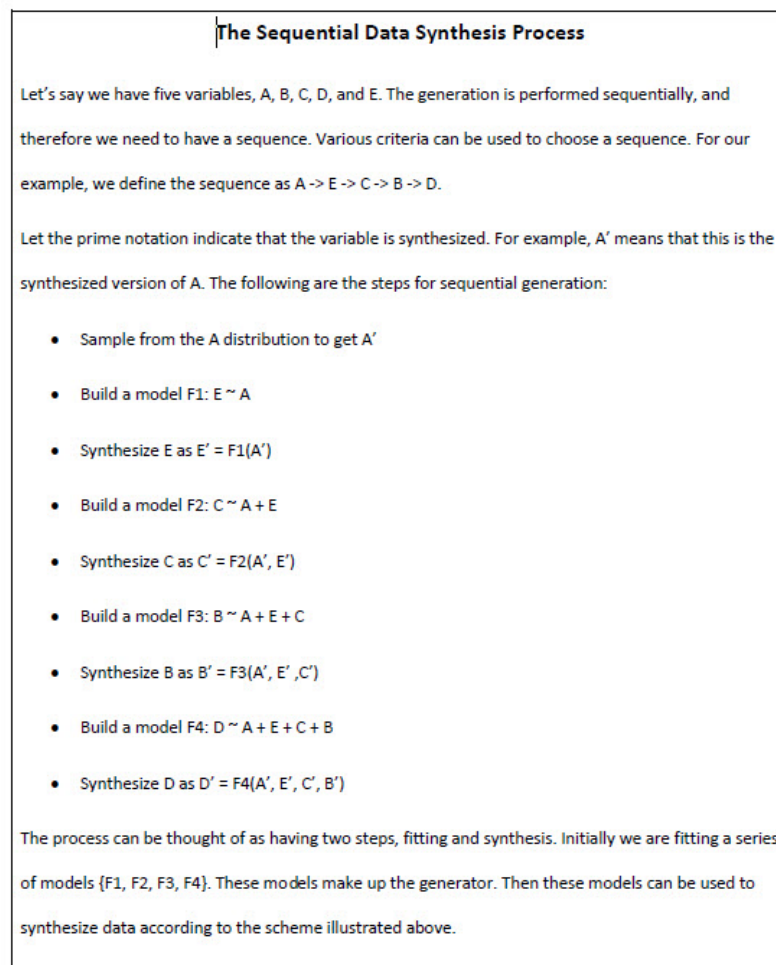 The Sequential Data Synthesis Process
Let's say we have five variables, A, B, C, D, and E. The generation is performed sequentially, and
therefore we need to have a sequence. Various criteria can be used to choose a sequence. For our
example, we define the sequence as A -> E -> C -> B -> D.
Let the prime notation indicate that the variable is synthesized. For example, A′ means that this is the
synthesized version of A. The following are the steps for sequential generation:
• Sample from the A distribution to get A′
• Build a model F1: E ~ A
• Synthesize E as E′ = F1(A′)
• Build a model F2: C ~ A + E
• Synthesize C as C′ = F2(A′, E′)
• Build a model F3: B ~ A + E + C
• Synthesize B as B′ = F3(A′, E′ ,C′)
• Build a model F4: D ~ A + E + C + B
• Synthesize D as D′ = F4(A′, E′, C′, B′)
The process can be thought of as having two steps, fitting and synthesis. Initially we are fitting a series
of models {F1, F2, F3, F4}. These models make up the generator. Then these models can be used to
synthesize data according to the scheme illustrated above.